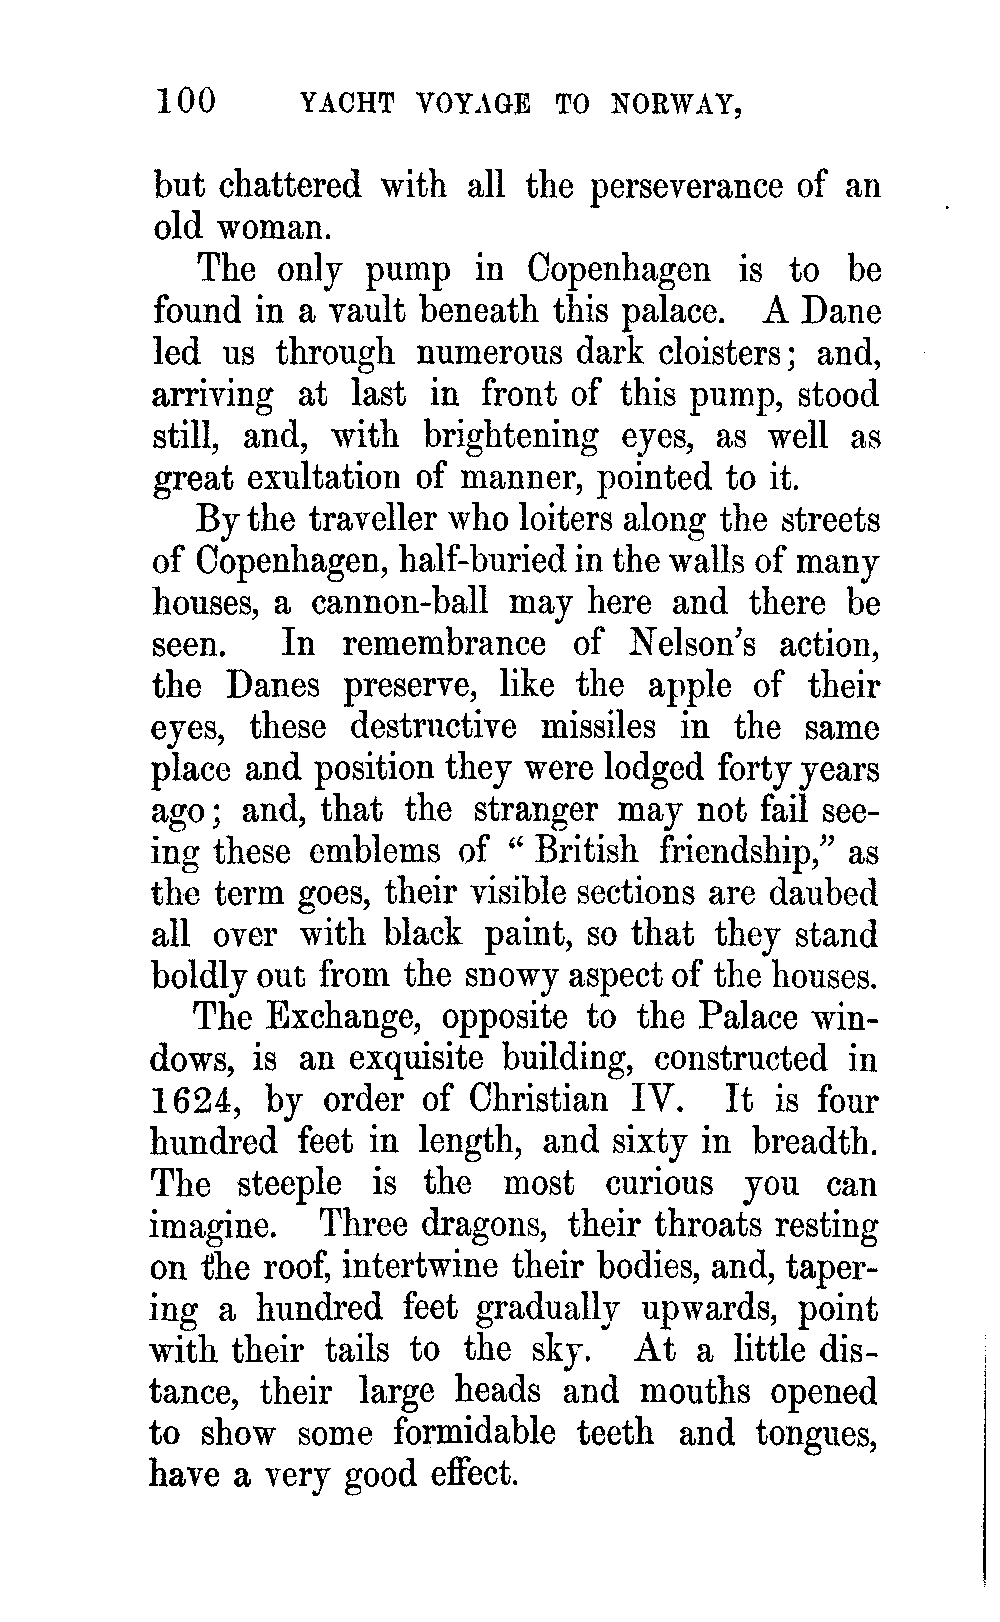 100 YACHT VOYAGE TO NORWAY,
but chattered with all the perseverance of an
old woman.
The only pump in Copenhagen is to be
found in a vault beneath this palace. A Dane
led us through numerous dark cloisters; and,
arriving at last in front of this pump, stood
still, and, with brightening eyes, as well as
great exultation of manner, pointed to it.
By the traveller who loiters along the streets
of Copenhagen, half-buried in the walls of many
houses, a cannon-ball may here and there be
seen. In remembrance of Nelson's action,
the Danes preserve, like the apple of their
eyes, these destructive missiles in the same
place and position they were lodged forty years
ago; and, that the stranger may not fail see-
ing these emblems of “ British friendship,” as
the term goes, their visible sections are daubed
all over with black paint, so that they stand
boldly out from the snowy aspect of the houses.
The Exchange, opposite to the Palace win-
dows, is an exquisite building, constructed in
1624, by order of Christian IV. It is four
hundred feet in length, and sixty in breadth.
The steeple is the most curious you can
imagine. Three dragons, their throats resting
on the roof, intertwine their bodies, and, taper-
ing a hundred feet gradually upwards, point
with their tails to the sky. At a little dis-
tance, their large heads and mouths opened
to show some formidable teeth and tongues,
have a very good effect.